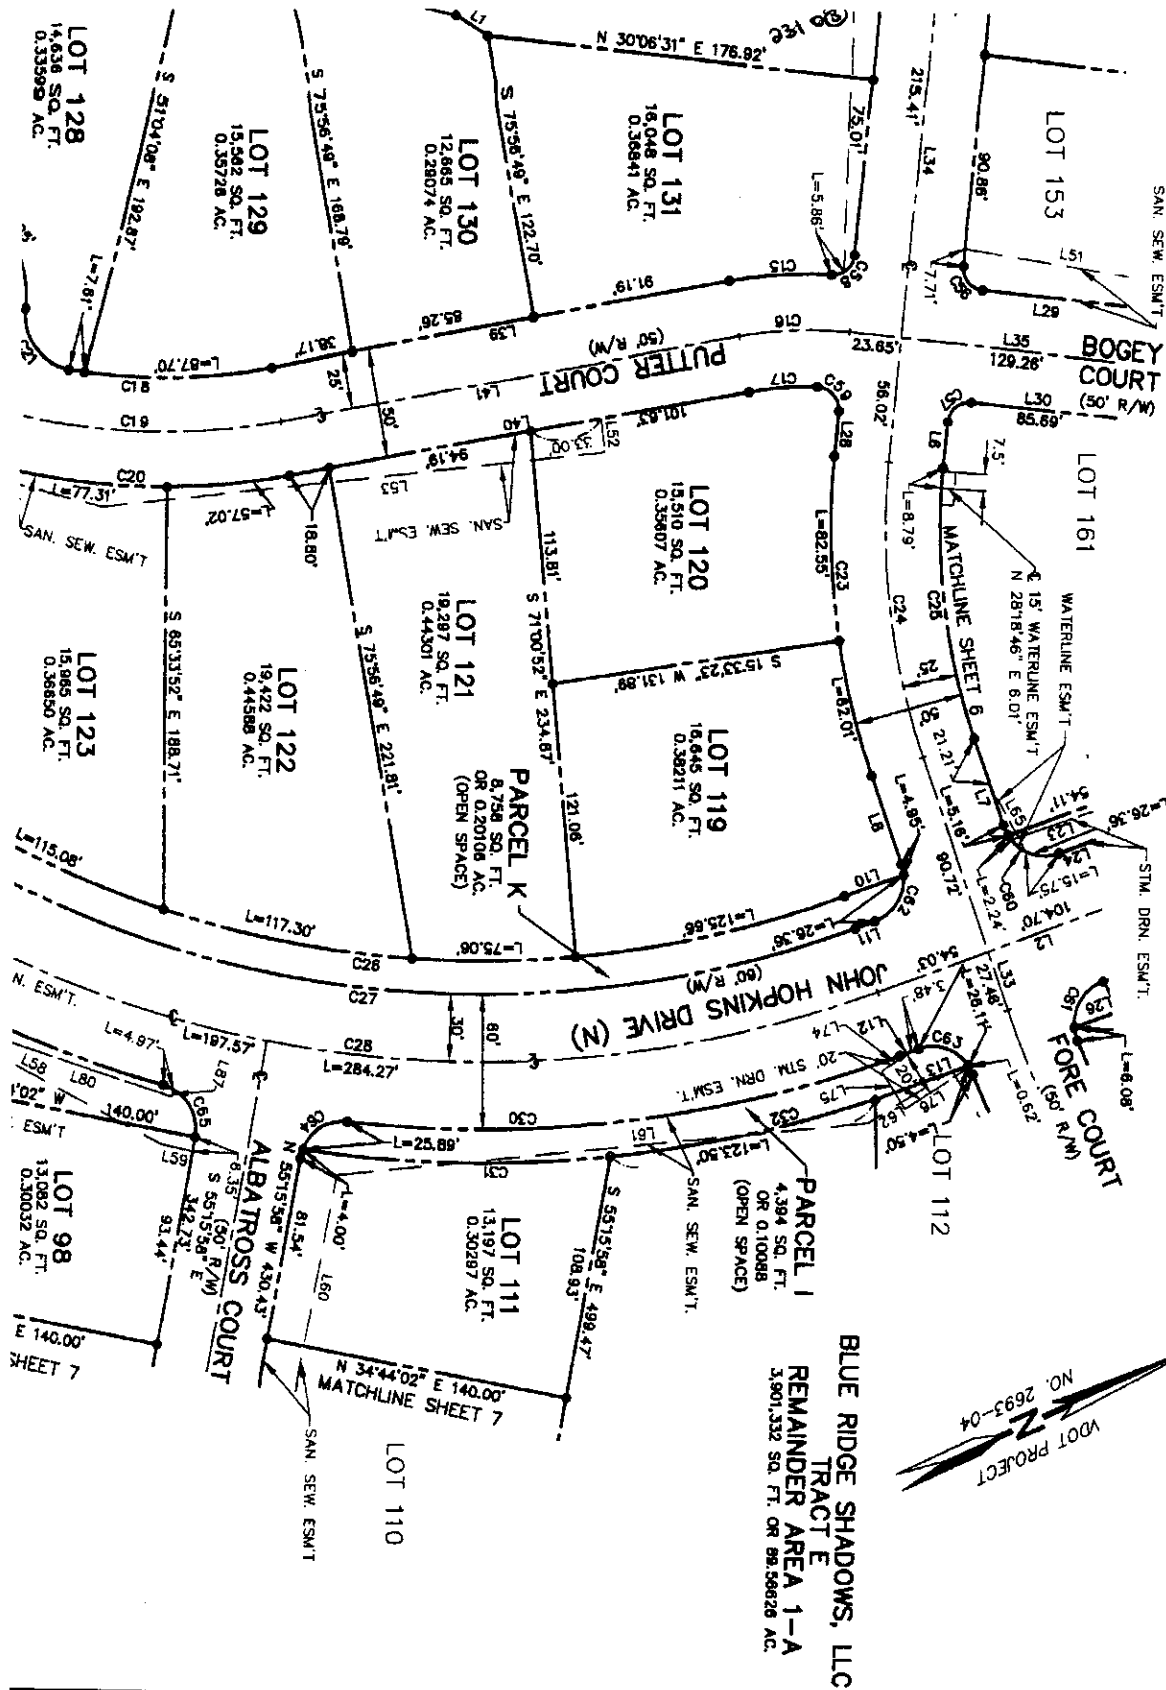 LOT 128
14,636 SQ. FT.
0.33599 AC.
S 51°04'08" E 192.87'
L=7.81'
LOT 129
15,562 SQ. FT.
0.35726 AC.
S 75°56'49" E 168.79'
LOT 130
12,665 SQ. FT.
0.29074 AC.
S 75°56'49" E 122.70'
L1
N 30°06'31" E 176.92'
231
LOT 131
16,048 SQ. FT.
0.36841 AC.
75.01'
L=5.86'
C58
C15
91.19'
L39
85.26'
38.17'
L=87.70'
C18
C19
25'
50'
L41
PUTTER COURT
(50' R/W)
C16
23.65'
215.41'
L34
LOT 153
90.86'
SAN. SEW. ESM'T
L51
L=7.71'
C56
L29
L35
129.26'
BOGEY
COURT
(50' R/W)
L30
85.69'
C57
L6
7.5'
56.02'
L=8.79'
LOT 161
WATERLINE ESM'T
℄ 15' WATERLINE ESM'T
N 28°18'46" E 6.01'
MATCHLINE SHEET 6
C25
C24
25'
50'
C17
C59
L28
101.63'
L40
L52
33.00'
94.19'
L53
SAN. SEW. ESM'T
18.80'
L=57.02'
C20
L=77.31'
SAN. SEW. ESM'T
LOT 120
15,510 SQ. FT.
0.35607 AC.
L=82.55'
C23
113.81'
S 71°00'52" E 234.87'
121.06'
S 15°33'23" W 131.89'
LOT 121
19,297 SQ. FT.
0.44301 AC.
S 75°56'49" E 221.81'
LOT 122
19,422 SQ. FT.
0.44588 AC.
S 65°33'52" E 188.71'
LOT 123
15,965 SQ. FT.
0.36650 AC.
LOT 119
16,645 SQ. FT.
0.38211 AC.
L=62.01'
L8
L=4.95'
L=5.16'
21.21'
L7
L65
54.11'
L=26.36'
L23
L24
L=15.75'
C60
L=2.24'
STM. DRN. ESM'T.
90.72'
104.70'
L2
L33
27.48'
54.03'
L=26.11'
C61
L26
L=6.08'
FORE COURT
(50' R/W)
L=0.62'
PARCEL K
8,758 SQ. FT.
OR 0.20106 AC.
(OPEN SPACE)
L10
C62
L11
L=26.36'
L=125.66'
L=75.06'
L=117.30'
L=115.08'
C26
C27
C28
(60' R/W)
JOHN HOPKINS DRIVE (N)
30'
60'
L=284.27'
L=197.57'
3.48'
L12
L74
20'
C63
L13
L76
L62
L75
L=4.50'
20' STM. DRN. ESM'T.
C30
C32
L61
L=123.50'
C31
LOT 112
SAN. SEW. ESM'T.
PARCEL I
4,394 SQ. FT.
OR 0.10088
(OPEN SPACE)
N. ESM'T.
L=4.97'
L87
L58
L80
1'02" W
140.00'
ESM'T
L59
C65
C64
L=25.89'
L=4.00'
N 55°15'58" W 430.43'
81.54'
L60
ALBATROSS COURT
(50' R/W)
S 55°15'58" E
342.73'
6.35'
93.44'
LOT 98
13,082 SQ. FT.
0.30032 AC.
E 140.00'
SHEET 7
LOT 111
13,197 SQ. FT.
0.30297 AC.
S 55°15'58" E 499.47'
108.93'
N 34°44'02" E 140.00'
MATCHLINE SHEET 7
SAN. SEW. ESM'T
LOT 110
BLUE RIDGE SHADOWS, LLC
TRACT E
REMAINDER AREA 1-A
3,901,332 SQ. FT. OR 89.56626 AC.
N
VDOT PROJECT
NO. 2693-04